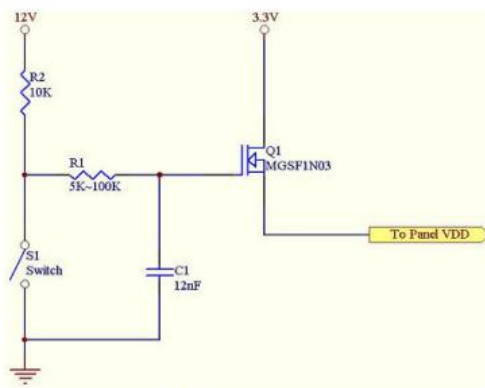 12V
3.3V
R2
10K
Q1
MGSF1N03
R1
5K~100K
To Panel VDD
S1
Switch
C1
12nF